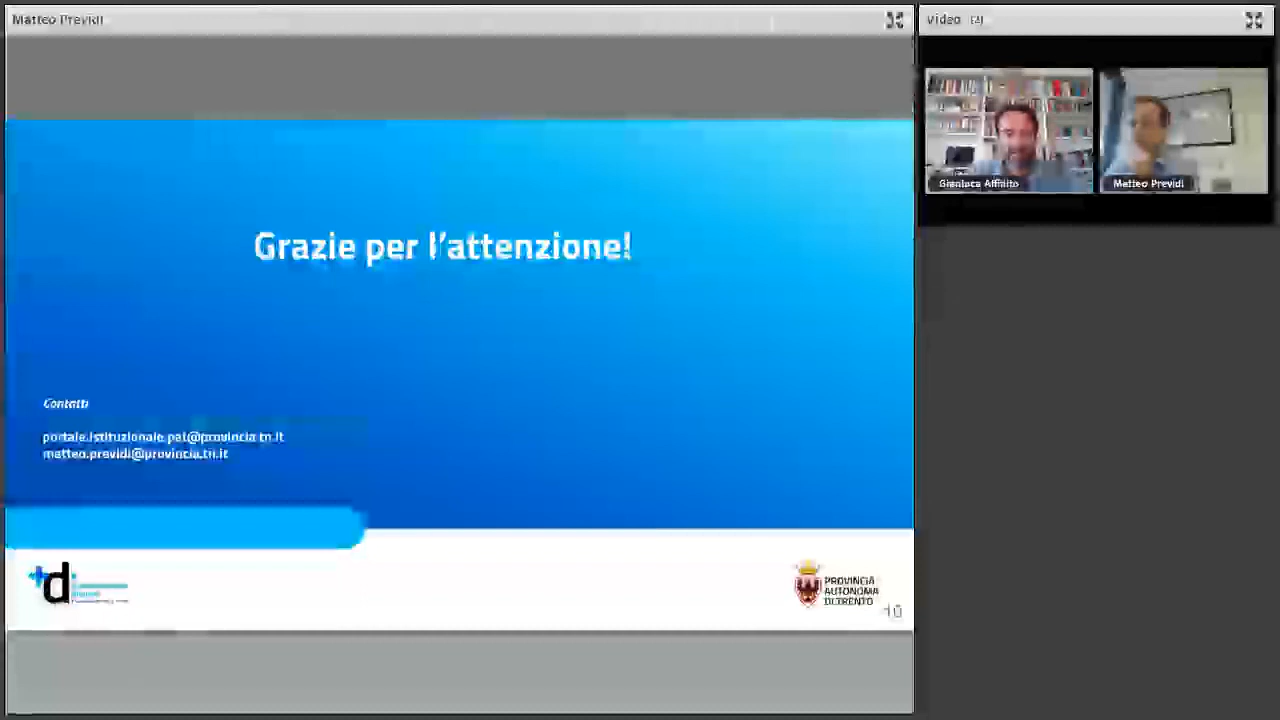 Matteo Previdi
Video (2)
Gianluca Affinito
Matteo Previdi
Grazie per l'attenzione!
Contatti
portale.istituzionale.pat@provincia.tn.it
matteo.previdi@provincia.tn.it
+d
PROVINCIA
AUTONOMA
DI TRENTO
10